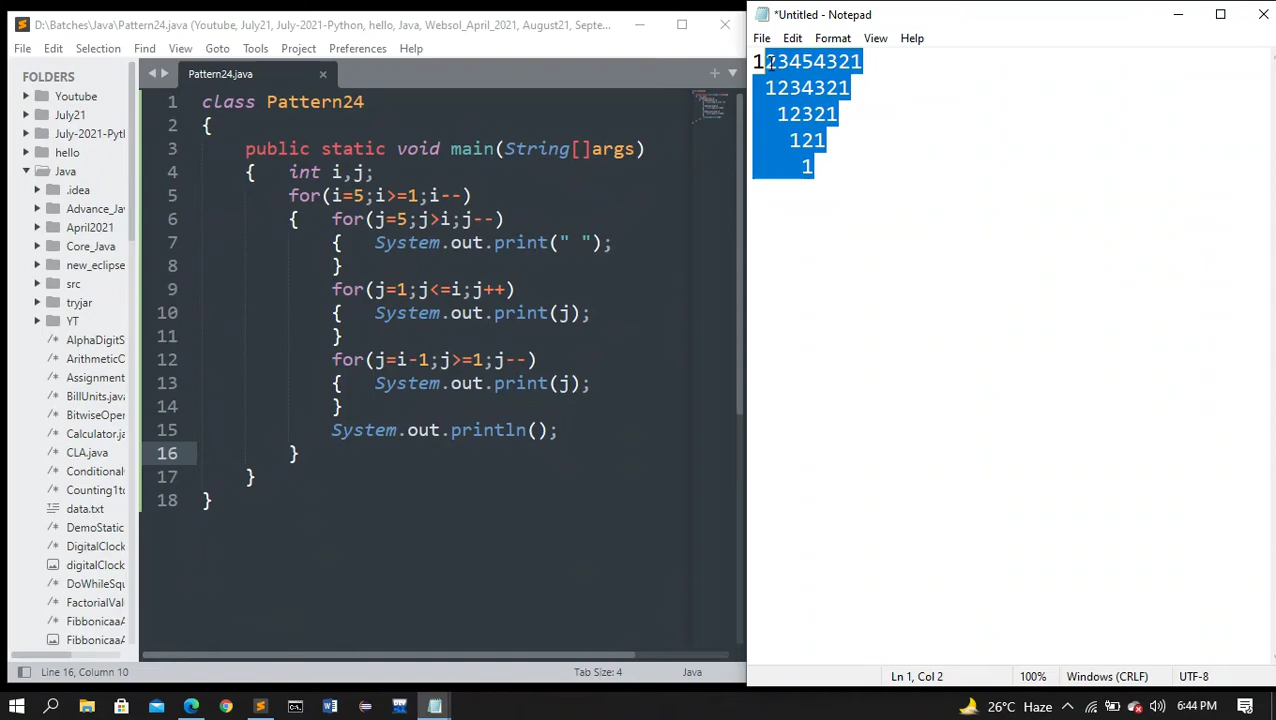 D:\Batches\Java\Pattern24.java (Youtube, July21, July-2021-Python, hello, Java, Websol_April_2021, August21, Septe...
File Edit Selection Find View Goto Tools Project Preferences Help
FOLDERS
Youtube
July21
July-2021-Pytl
hello
Java
.idea
Advance_Ja
April2021
Core_Java
new_eclipse
src
tryjar
YT
AlphaDigitS
ArithmeticO
Assignment
BillUnits.java
BitwiseOper
Calculator.ja
CLA.java
Conditional
Counting1to
data.txt
DemoStatic
DigitalClock
digitalClock
DoWhileSqu
FactorialVal
FibbonicaaA
FibbonicaaA
Pattern24.java
1 class Pattern24
2 {
3 public static void main(String[]args)
4 { int i,j;
5 for(i=5;i>=1;i--)
6 { for(j=5;j>i;j--)
7 { System.out.print(" ");
8 }
9 for(j=1;j<=i;j++)
10 { System.out.print(j);
11 }
12 for(j=i-1;j>=1;j--)
13 { System.out.print(j);
14 }
15 System.out.println();
16 }
17 }
18 }
Line 16, Column 10
Tab Size: 4
Java
*Untitled - Notepad
File Edit Format View Help
123454321
1234321
12321
121
1
Ln 1, Col 2
100%
Windows (CRLF)
UTF-8
26°C Haze
ENG
6:44 PM